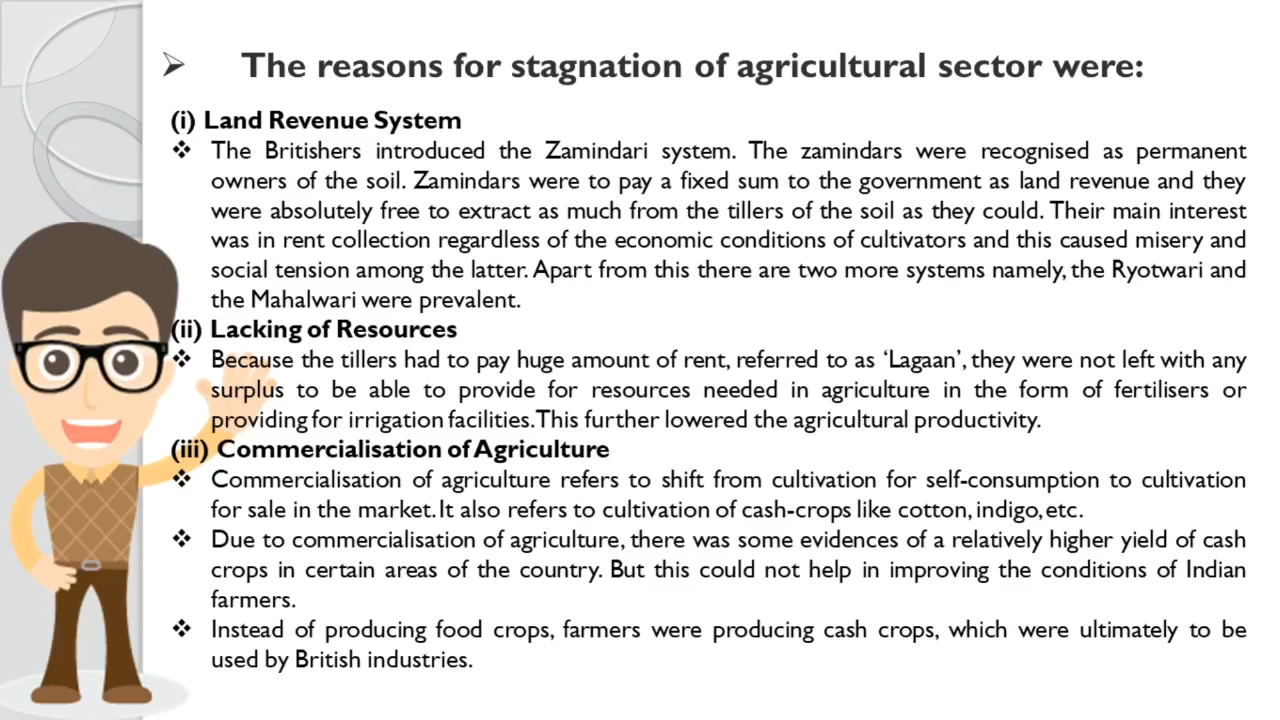 ➢ The reasons for stagnation of agricultural sector were:
(i) Land Revenue System
❖ The Britishers introduced the Zamindari system. The zamindars were recognised as permanent
owners of the soil. Zamindars were to pay a fixed sum to the government as land revenue and they
were absolutely free to extract as much from the tillers of the soil as they could. Their main interest
was in rent collection regardless of the economic conditions of cultivators and this caused misery and
social tension among the latter. Apart from this there are two more systems namely, the Ryotwari and
the Mahalwari were prevalent.
(ii) Lacking of Resources
❖ Because the tillers had to pay huge amount of rent, referred to as ‘Lagaan’, they were not left with any
surplus to be able to provide for resources needed in agriculture in the form of fertilisers or
providing for irrigation facilities. This further lowered the agricultural productivity.
(iii) Commercialisation of Agriculture
❖ Commercialisation of agriculture refers to shift from cultivation for self-consumption to cultivation
for sale in the market. It also refers to cultivation of cash-crops like cotton, indigo, etc.
❖ Due to commercialisation of agriculture, there was some evidences of a relatively higher yield of cash
crops in certain areas of the country. But this could not help in improving the conditions of Indian
farmers.
❖ Instead of producing food crops, farmers were producing cash crops, which were ultimately to be
used by British industries.